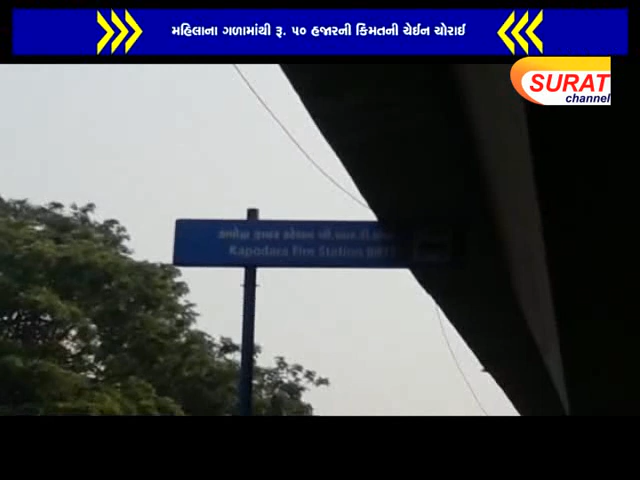 મહિલાના ગળામાંથી રૂ. ૫૦ હજારની કિંમતની ચેઈન ચોરાઈ
SURAT
channel
Kapodara Fire Station BRTS